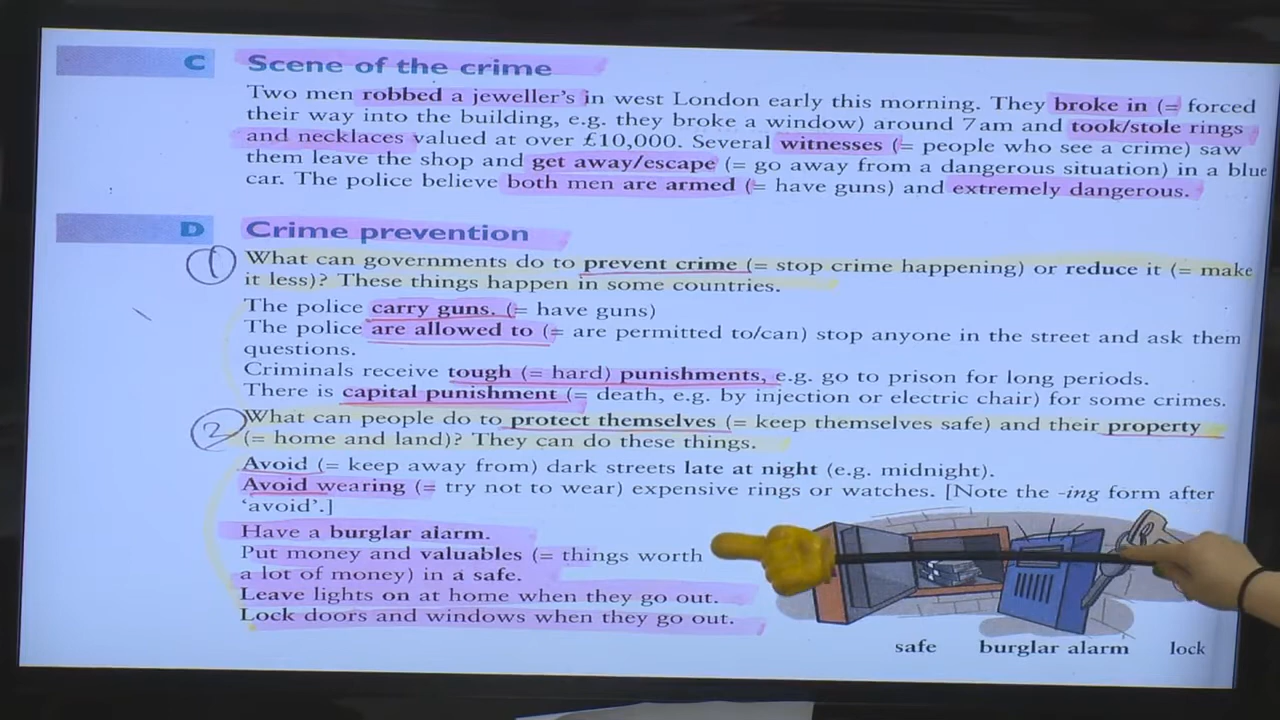 C Scene of the crime
Two men robbed a jeweller's in west London early this morning. They broke in (= forced
their way into the building, e.g. they broke a window) around 7am and took/stole rings
and necklaces valued at over £10,000. Several witnesses (= people who see a crime) saw
them leave the shop and get away/escape (= go away from a dangerous situation) in a blue
car. The police believe both men are armed (= have guns) and extremely dangerous.
D Crime prevention
1 What can governments do to prevent crime (= stop crime happening) or reduce it (= make
it less)? These things happen in some countries.
The police carry guns. (= have guns)
The police are allowed to (= are permitted to/can) stop anyone in the street and ask them
questions.
Criminals receive tough (= hard) punishments, e.g. go to prison for long periods.
There is capital punishment (= death, e.g. by injection or electric chair) for some crimes.
2 What can people do to protect themselves (= keep themselves safe) and their property
(= home and land)? They can do these things.
Avoid (= keep away from) dark streets late at night (e.g. midnight).
Avoid wearing (= try not to wear) expensive rings or watches. [Note the -ing form after
'avoid'.]
Have a burglar alarm.
Put money and valuables (= things worth
a lot of money) in a safe.
Leave lights on at home when they go out.
Lock doors and windows when they go out.
safe burglar alarm lock